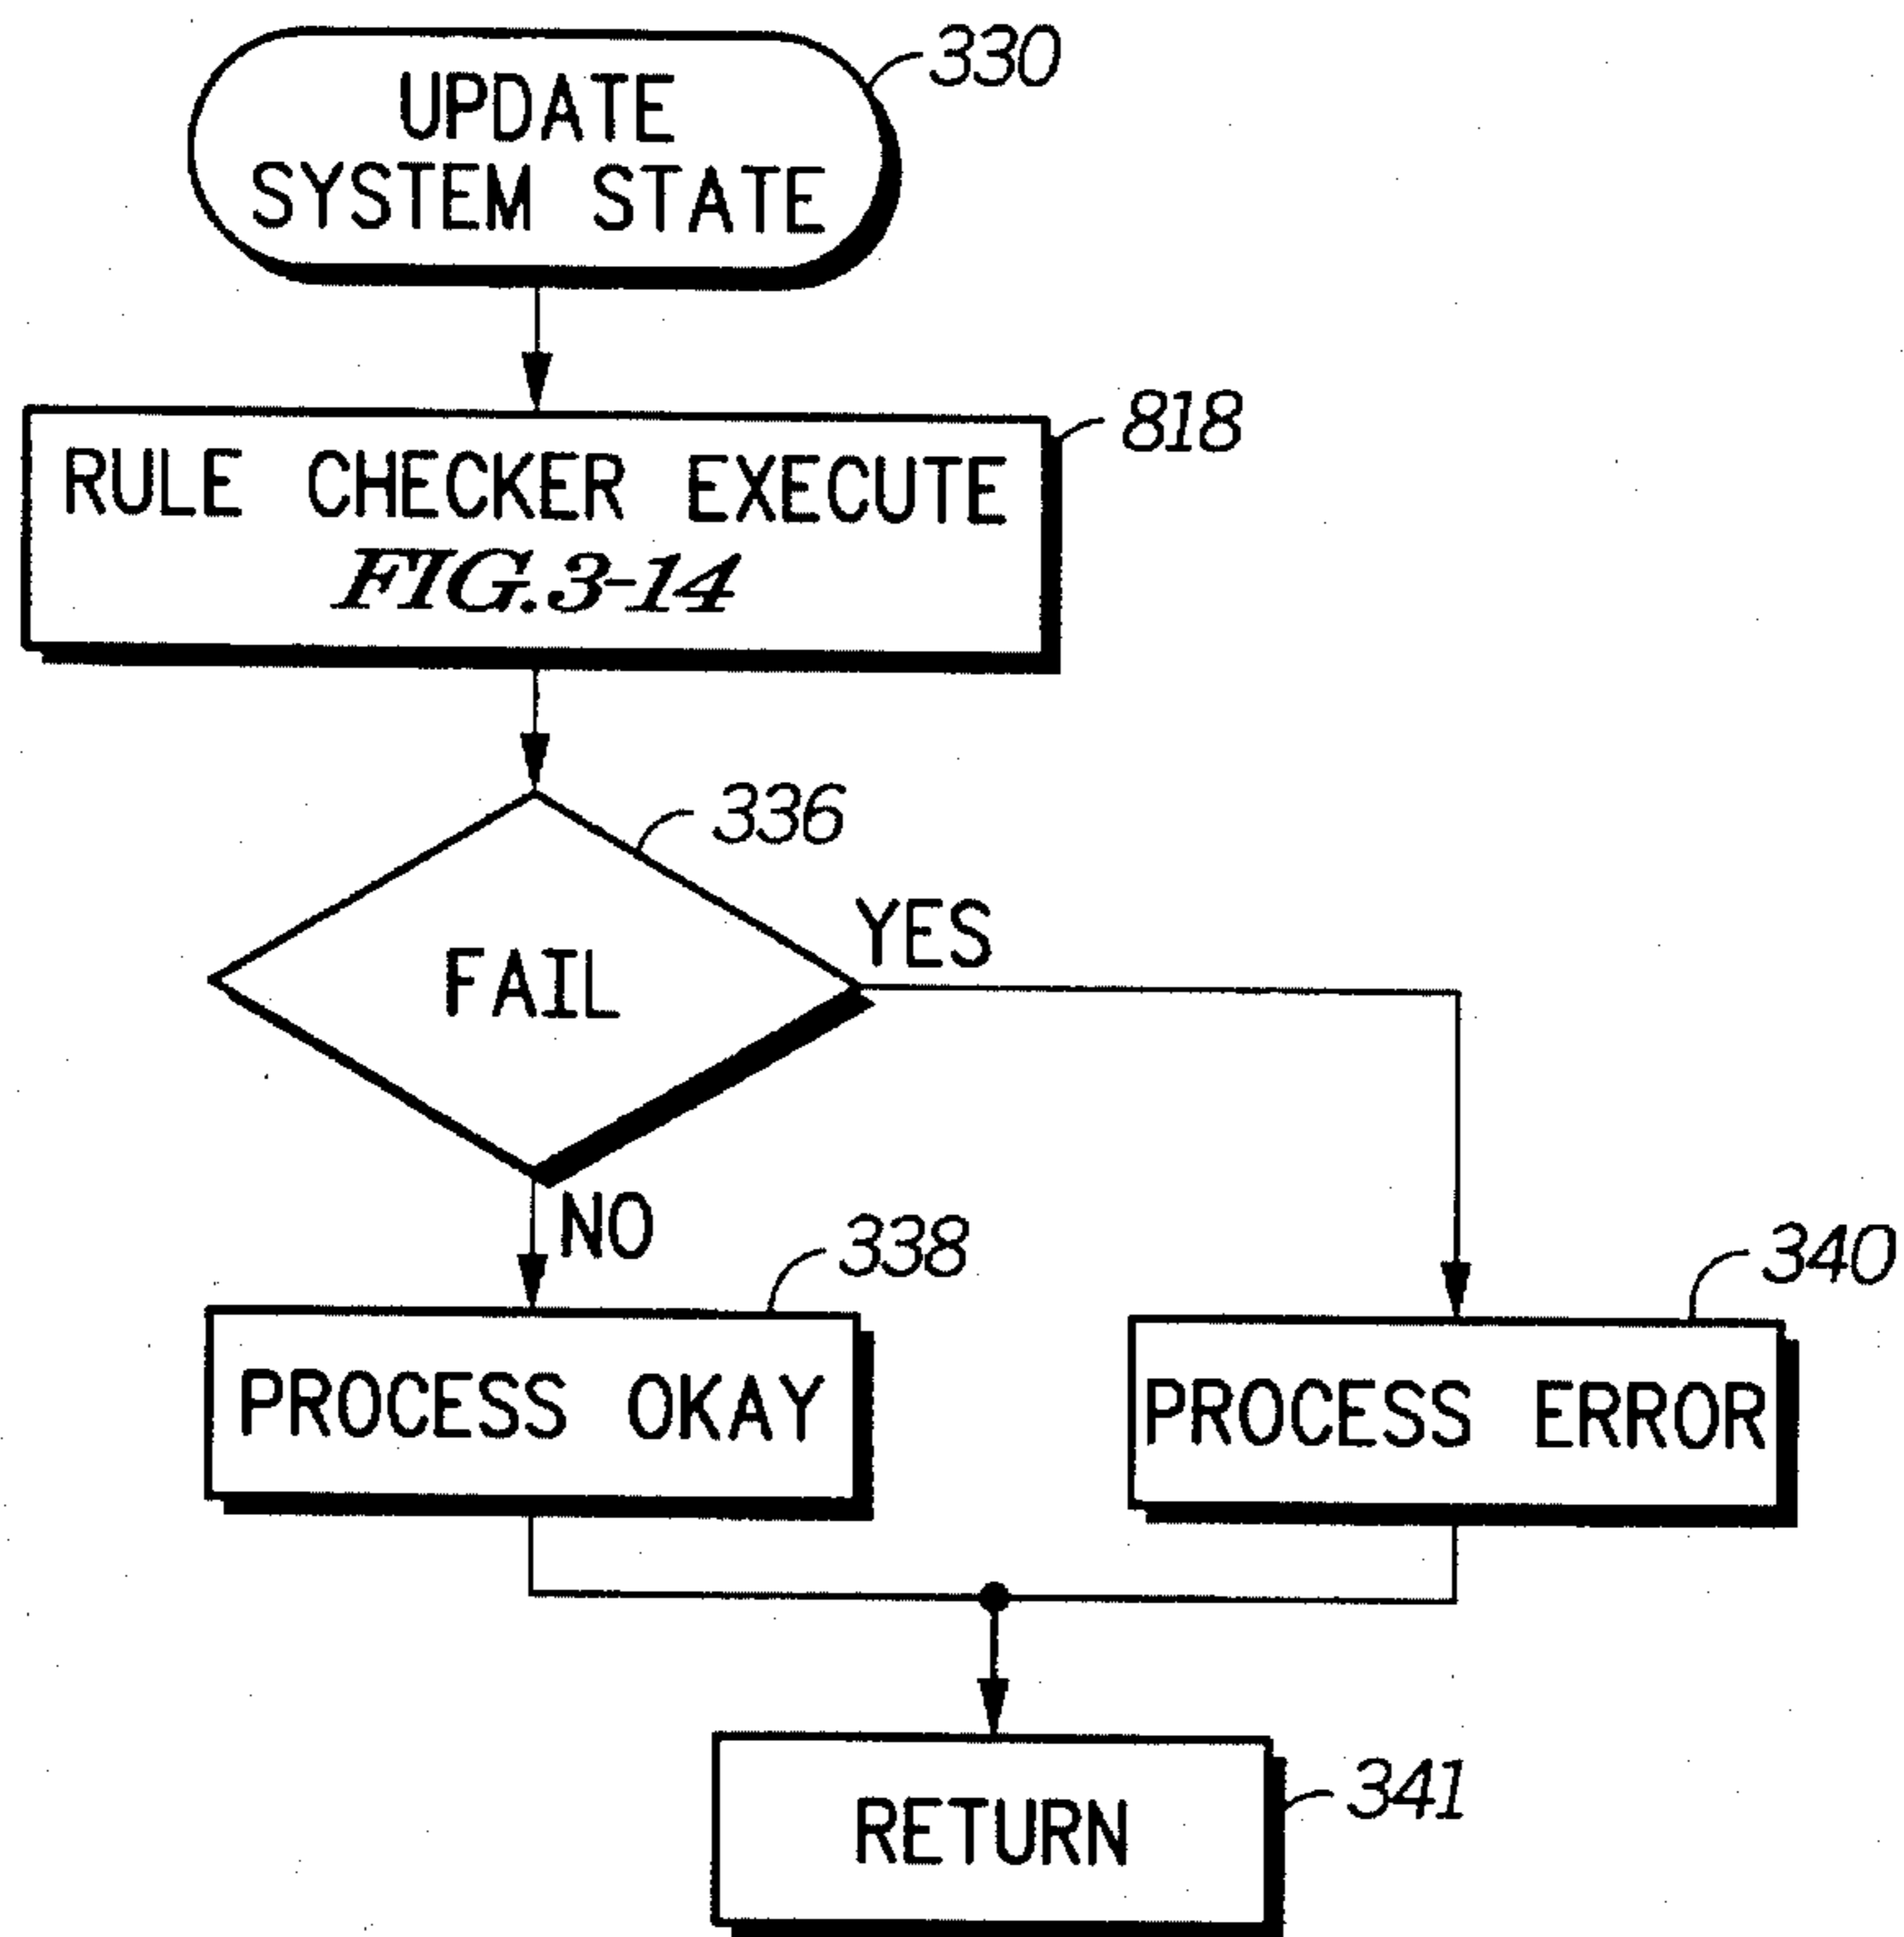 UPDATE
SYSTEM STATE
330
RULE CHECKER EXECUTE
FIG.3-14
818
336
FAIL
YES
NO
338
PROCESS OKAY
340
PROCESS ERROR
RETURN
341